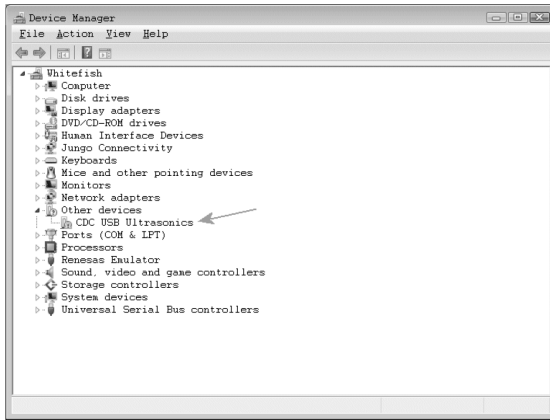 Device Manager
File Action View Help
Whitefish
Computer
Disk drives
Display adapters
DVD/CD-ROM drives
Human Interface Devices
Jungo Connectivity
Keyboards
Mice and other pointing devices
Monitors
Network adapters
Other devices
CDC USB Ultrasonics
Ports (COM & LPT)
Processors
Renesas Emulator
Sound, video and game controllers
Storage controllers
System devices
Universal Serial Bus controllers